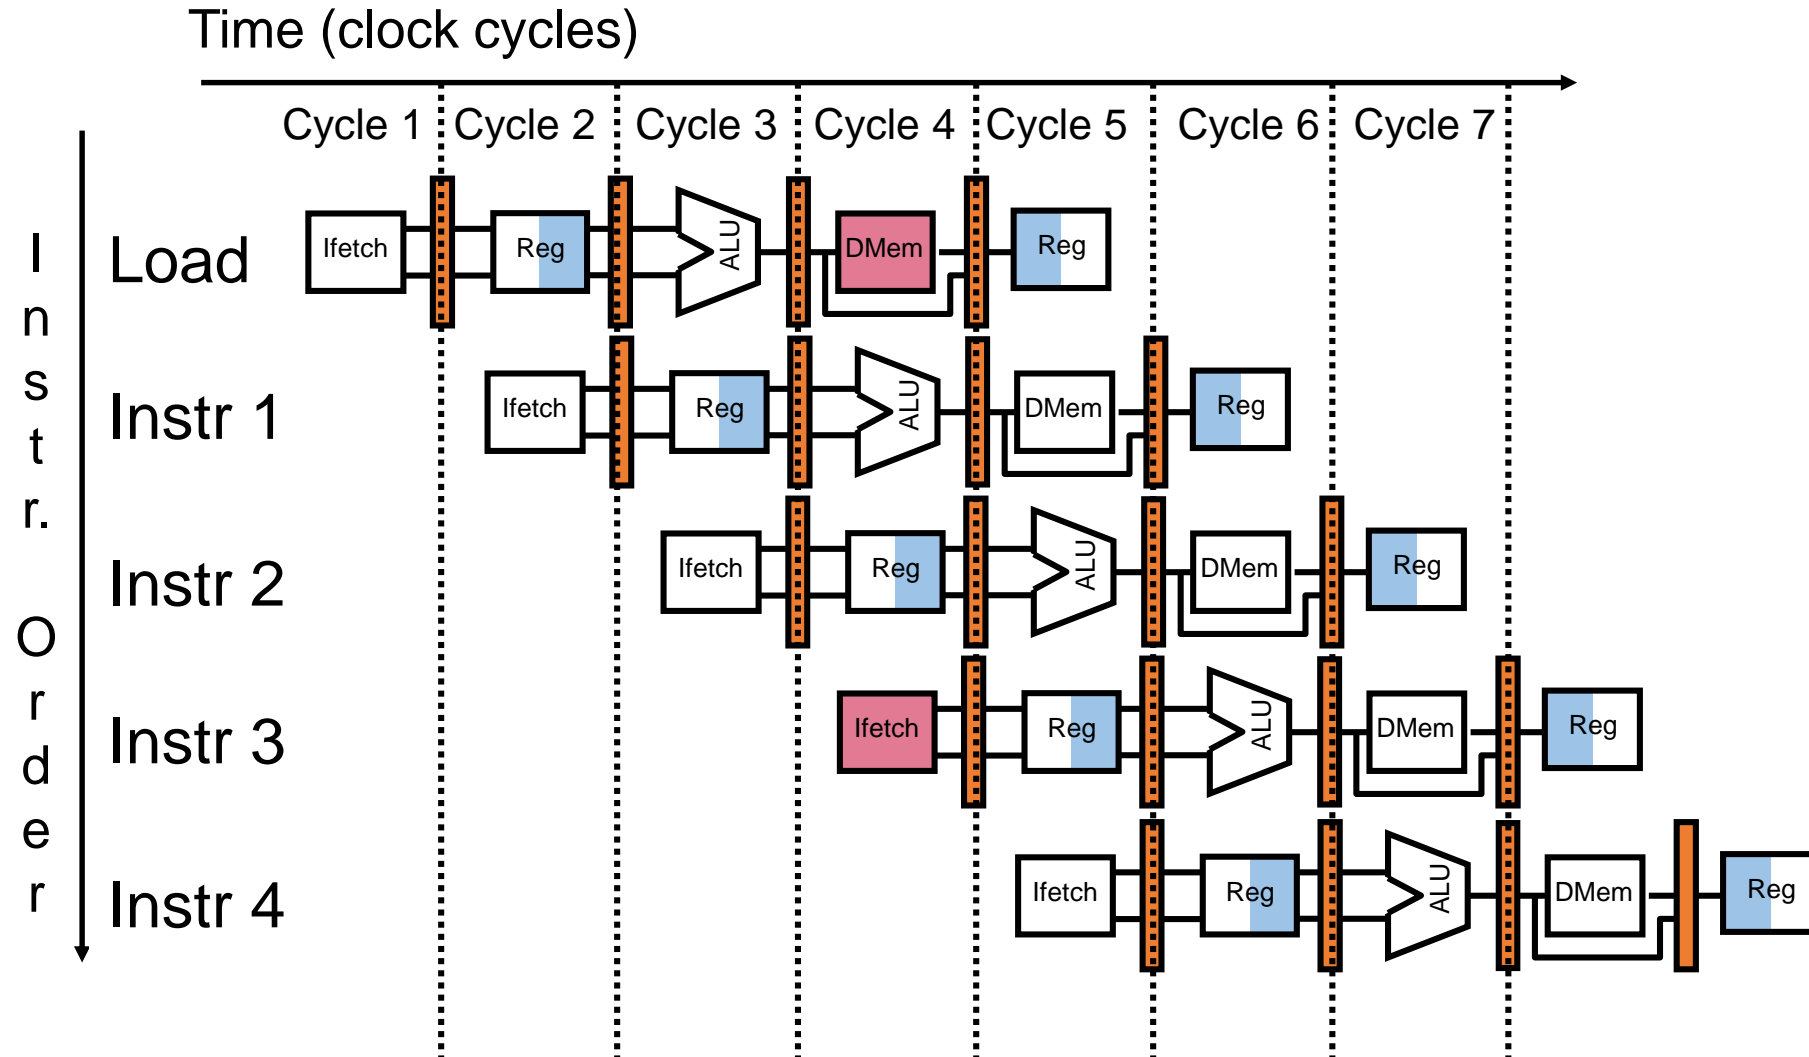 Time (clock cycles)
Cycle 1 Cycle 2 Cycle 3 Cycle 4 Cycle 5 Cycle 6 Cycle 7
Instr. Order
Load Ifetch Reg ALU DMem Reg
Instr 1 Ifetch Reg ALU DMem Reg
Instr 2 Ifetch Reg ALU DMem Reg
Instr 3 Ifetch Reg ALU DMem Reg
Instr 4 Ifetch Reg ALU DMem Reg